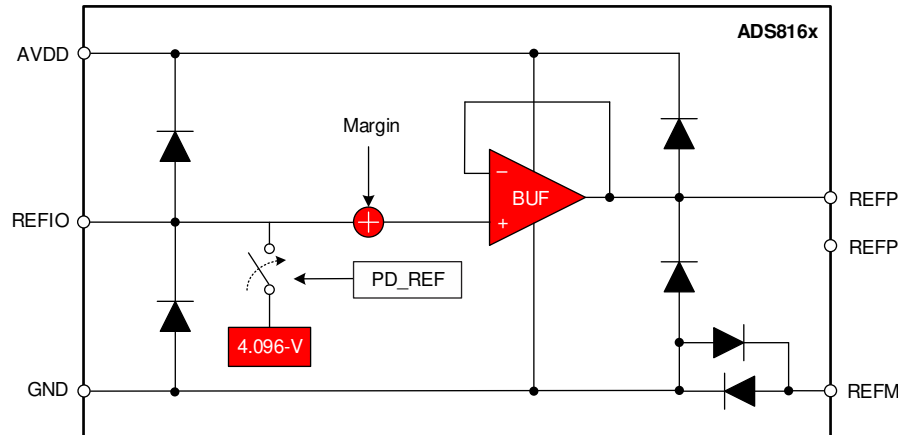 ADS816x
AVDD
Margin
−
BUF
+
REFIO
REFP
REFP
PD_REF
4.096-V
GND
REFM